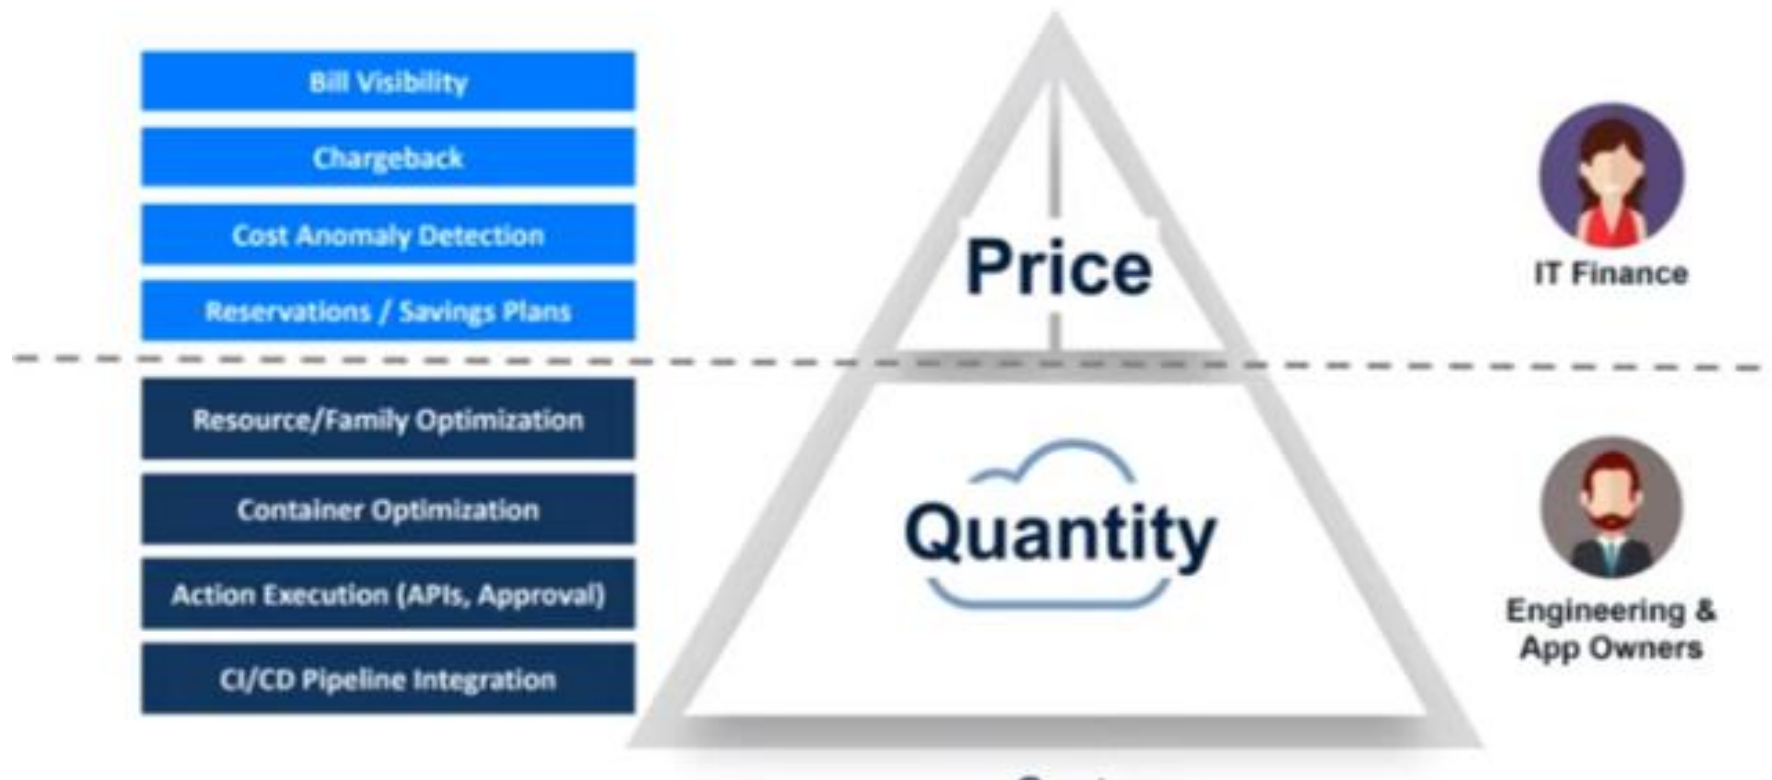 Bill Visibility
Chargeback
Cost Anomaly Detection
Reservations / Savings Plans
Resource/Family Optimization
Container Optimization
Action Execution (APIs, Approval)
CI/CD Pipeline Integration
Price
Quantity
IT Finance
Engineering &
App Owners